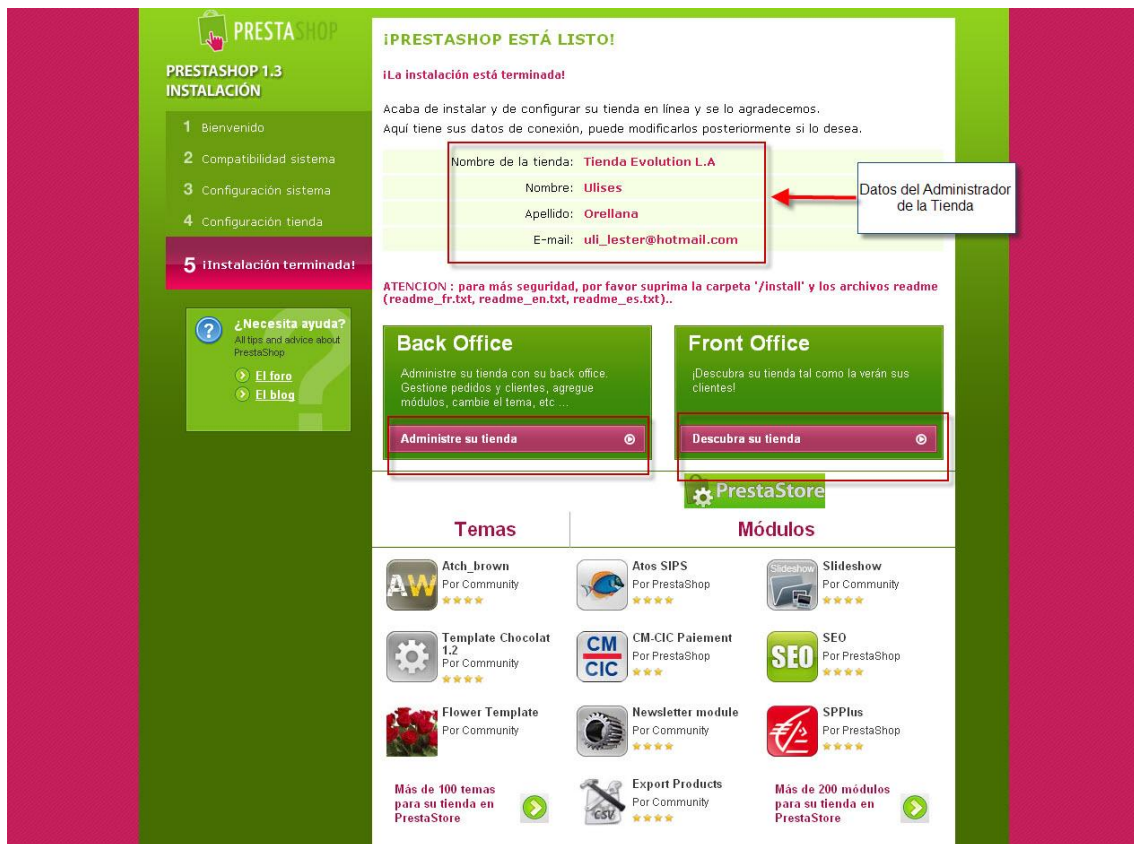 PRESTASHOP
PRESTASHOP 1.3
INSTALACIÓN
1 Bienvenido
2 Compatibilidad sistema
3 Configuración sistema
4 Configuración tienda
5 ¡Instalación terminada!
¿Necesita ayuda?
All tips and advice about
PrestaShop
El foro
El blog
¡PRESTASHOP ESTÁ LISTO!
¡La instalación está terminada!
Acaba de instalar y de configurar su tienda en línea y se lo agradecemos.
Aquí tiene sus datos de conexión, puede modificarlos posteriormente si lo desea.
Nombre de la tienda: Tienda Evolution L.A
Nombre: Ulises
Apellido: Orellana
E-mail: uli_lester@hotmail.com
Datos del Administrador
de la Tienda
ATENCION : para más seguridad, por favor suprima la carpeta '/install' y los archivos readme
(readme_fr.txt, readme_en.txt, readme_es.txt)..
Back Office
Administre su tienda con su back office.
Gestione pedidos y clientes, agregue
módulos, cambie el tema, etc ...
Administre su tienda
Front Office
¡Descubra su tienda tal como la verán sus
clientes!
Descubra su tienda
PrestaStore
Temas
Módulos
AW
Atch_brown
Por Community
Template Chocolat
1.2
Por Community
Flower Template
Por Community
Más de 100 temas
para su tienda en
PrestaStore
Atos SIPS
Por PrestaShop
CM
CIC
CM-CIC Paiement
Por PrestaShop
Newsletter module
Por Community
CSV
Export Products
Por Community
Slideshow
Slideshow
Por Community
SEO
SEO
Por PrestaShop
SPPlus
Por PrestaShop
Más de 200 módulos
para su tienda en
PrestaStore